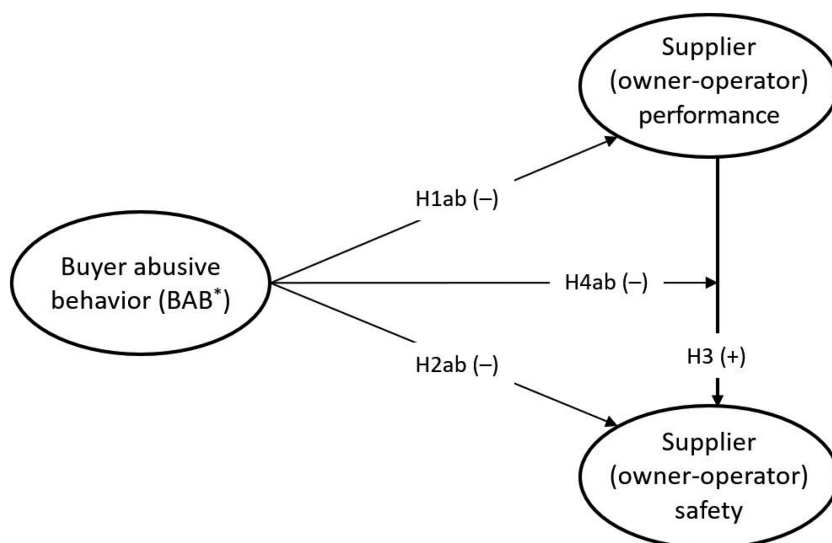 Supplier
(owner-operator)
performance
H1ab (–)
Buyer abusive
behavior (BAB*)
H4ab (–)
H2ab (–)
H3 (+)
Supplier
(owner-operator)
safety